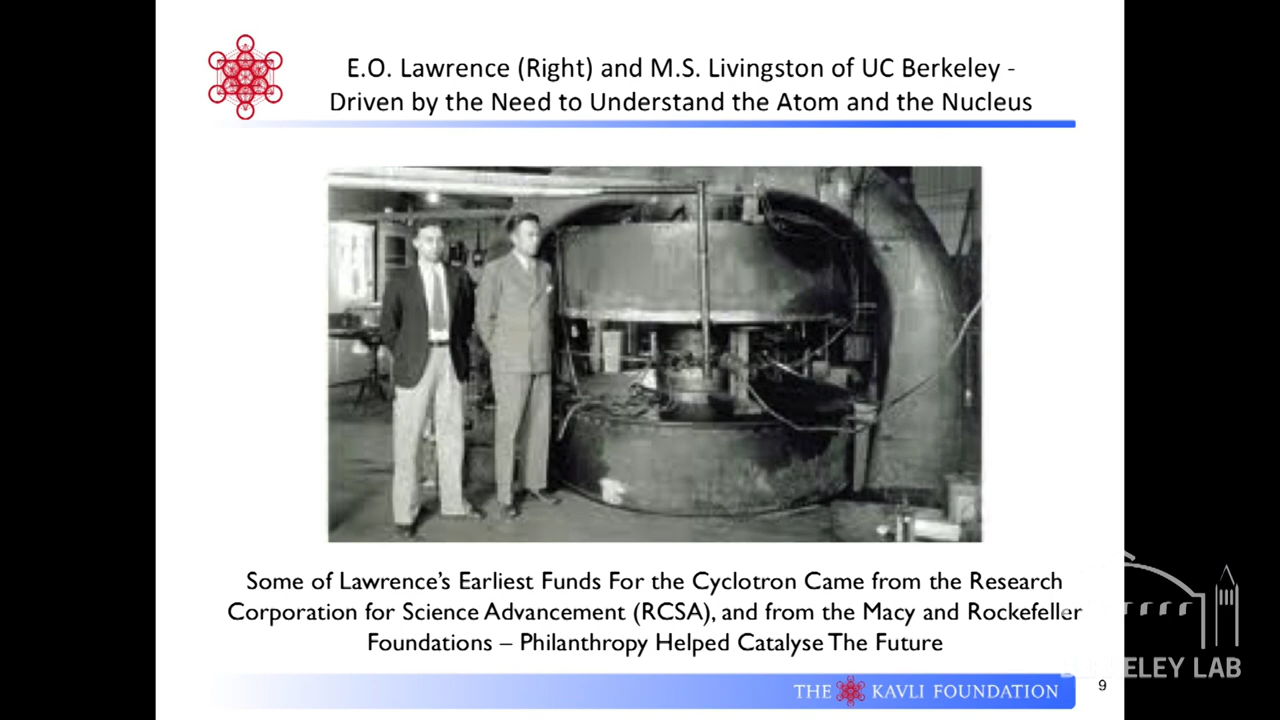 E.O. Lawrence (Right) and M.S. Livingston of UC Berkeley -
Driven by the Need to Understand the Atom and the Nucleus
Some of Lawrence's Earliest Funds For the Cyclotron Came from the Research
Corporation for Science Advancement (RCSA), and from the Macy and Rockefeller
Foundations – Philanthropy Helped Catalyse The Future
THE KAVLI FOUNDATION
9
BERKELEY LAB